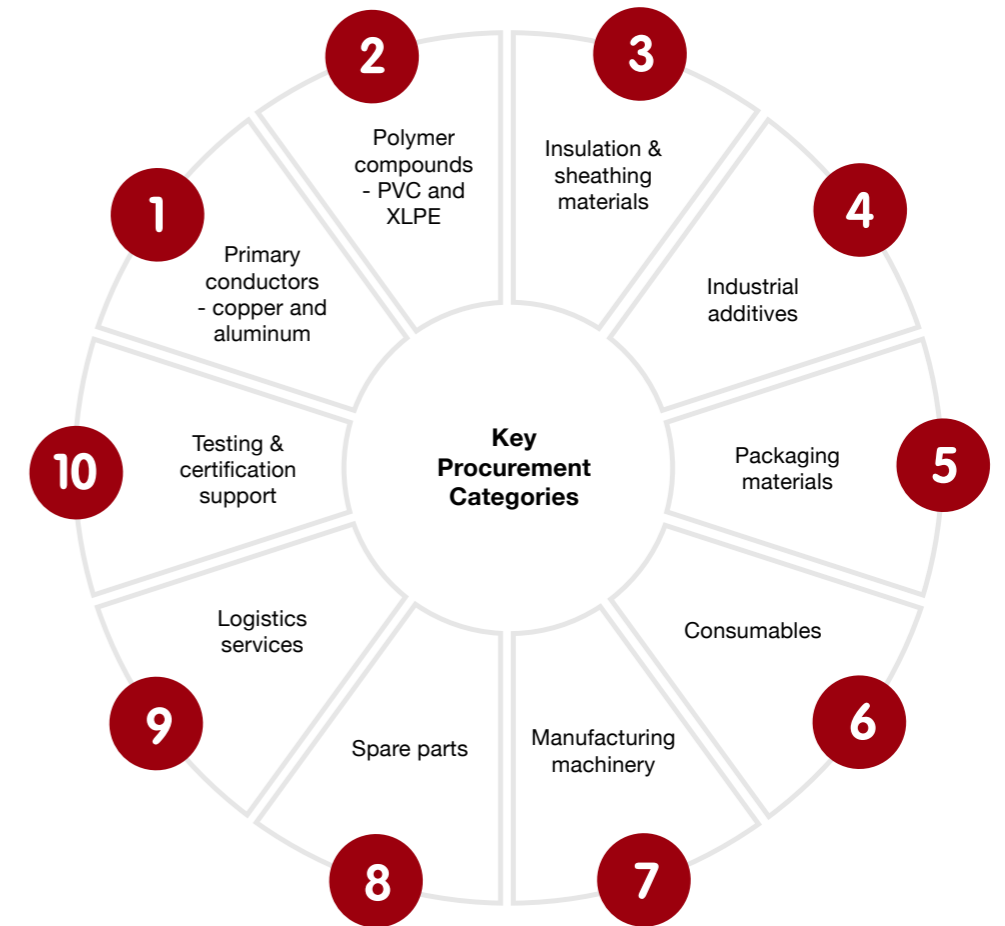 Key
Procurement
Categories
1
Primary
conductors
- copper and
aluminum
2
Polymer
compounds
- PVC and
XLPE
3
Insulation &
sheathing
materials
4
Industrial
additives
5
Packaging
materials
6
Consumables
7
Manufacturing
machinery
8
Spare parts
9
Logistics
services
10
Testing &
certification
support